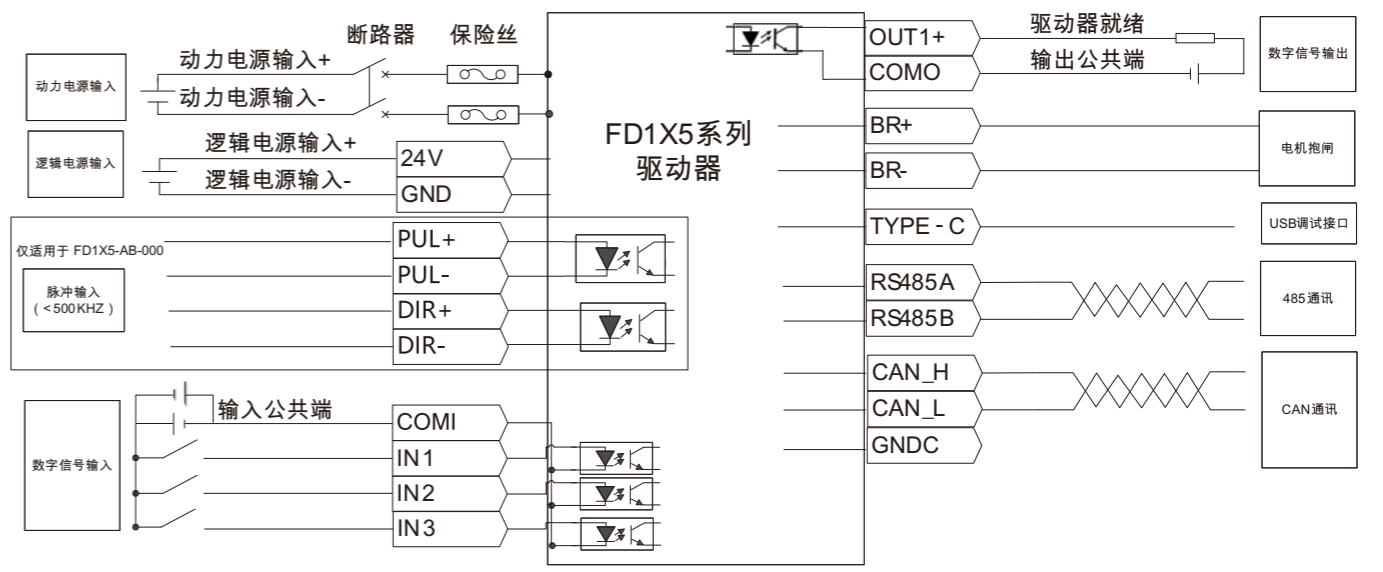 断路器
保险丝
动力电源输入
动力电源输入+
动力电源输入-
逻辑电源输入
逻辑电源输入+
逻辑电源输入-
24V
GND
仅适用于 FD1X5-AB-000
脉冲输入
(<500KHZ)
PUL+
PUL-
DIR+
DIR-
数字信号输入
输入公共端
COMI
IN1
IN2
IN3
FD1X5系列
驱动器
OUT1+
COMO
驱动器就绪
输出公共端
数字信号输出
BR+
BR-
电机抱闸
TYPE - C
USB调试接口
RS485A
RS485B
485通讯
CAN_H
CAN_L
GNDC
CAN通讯